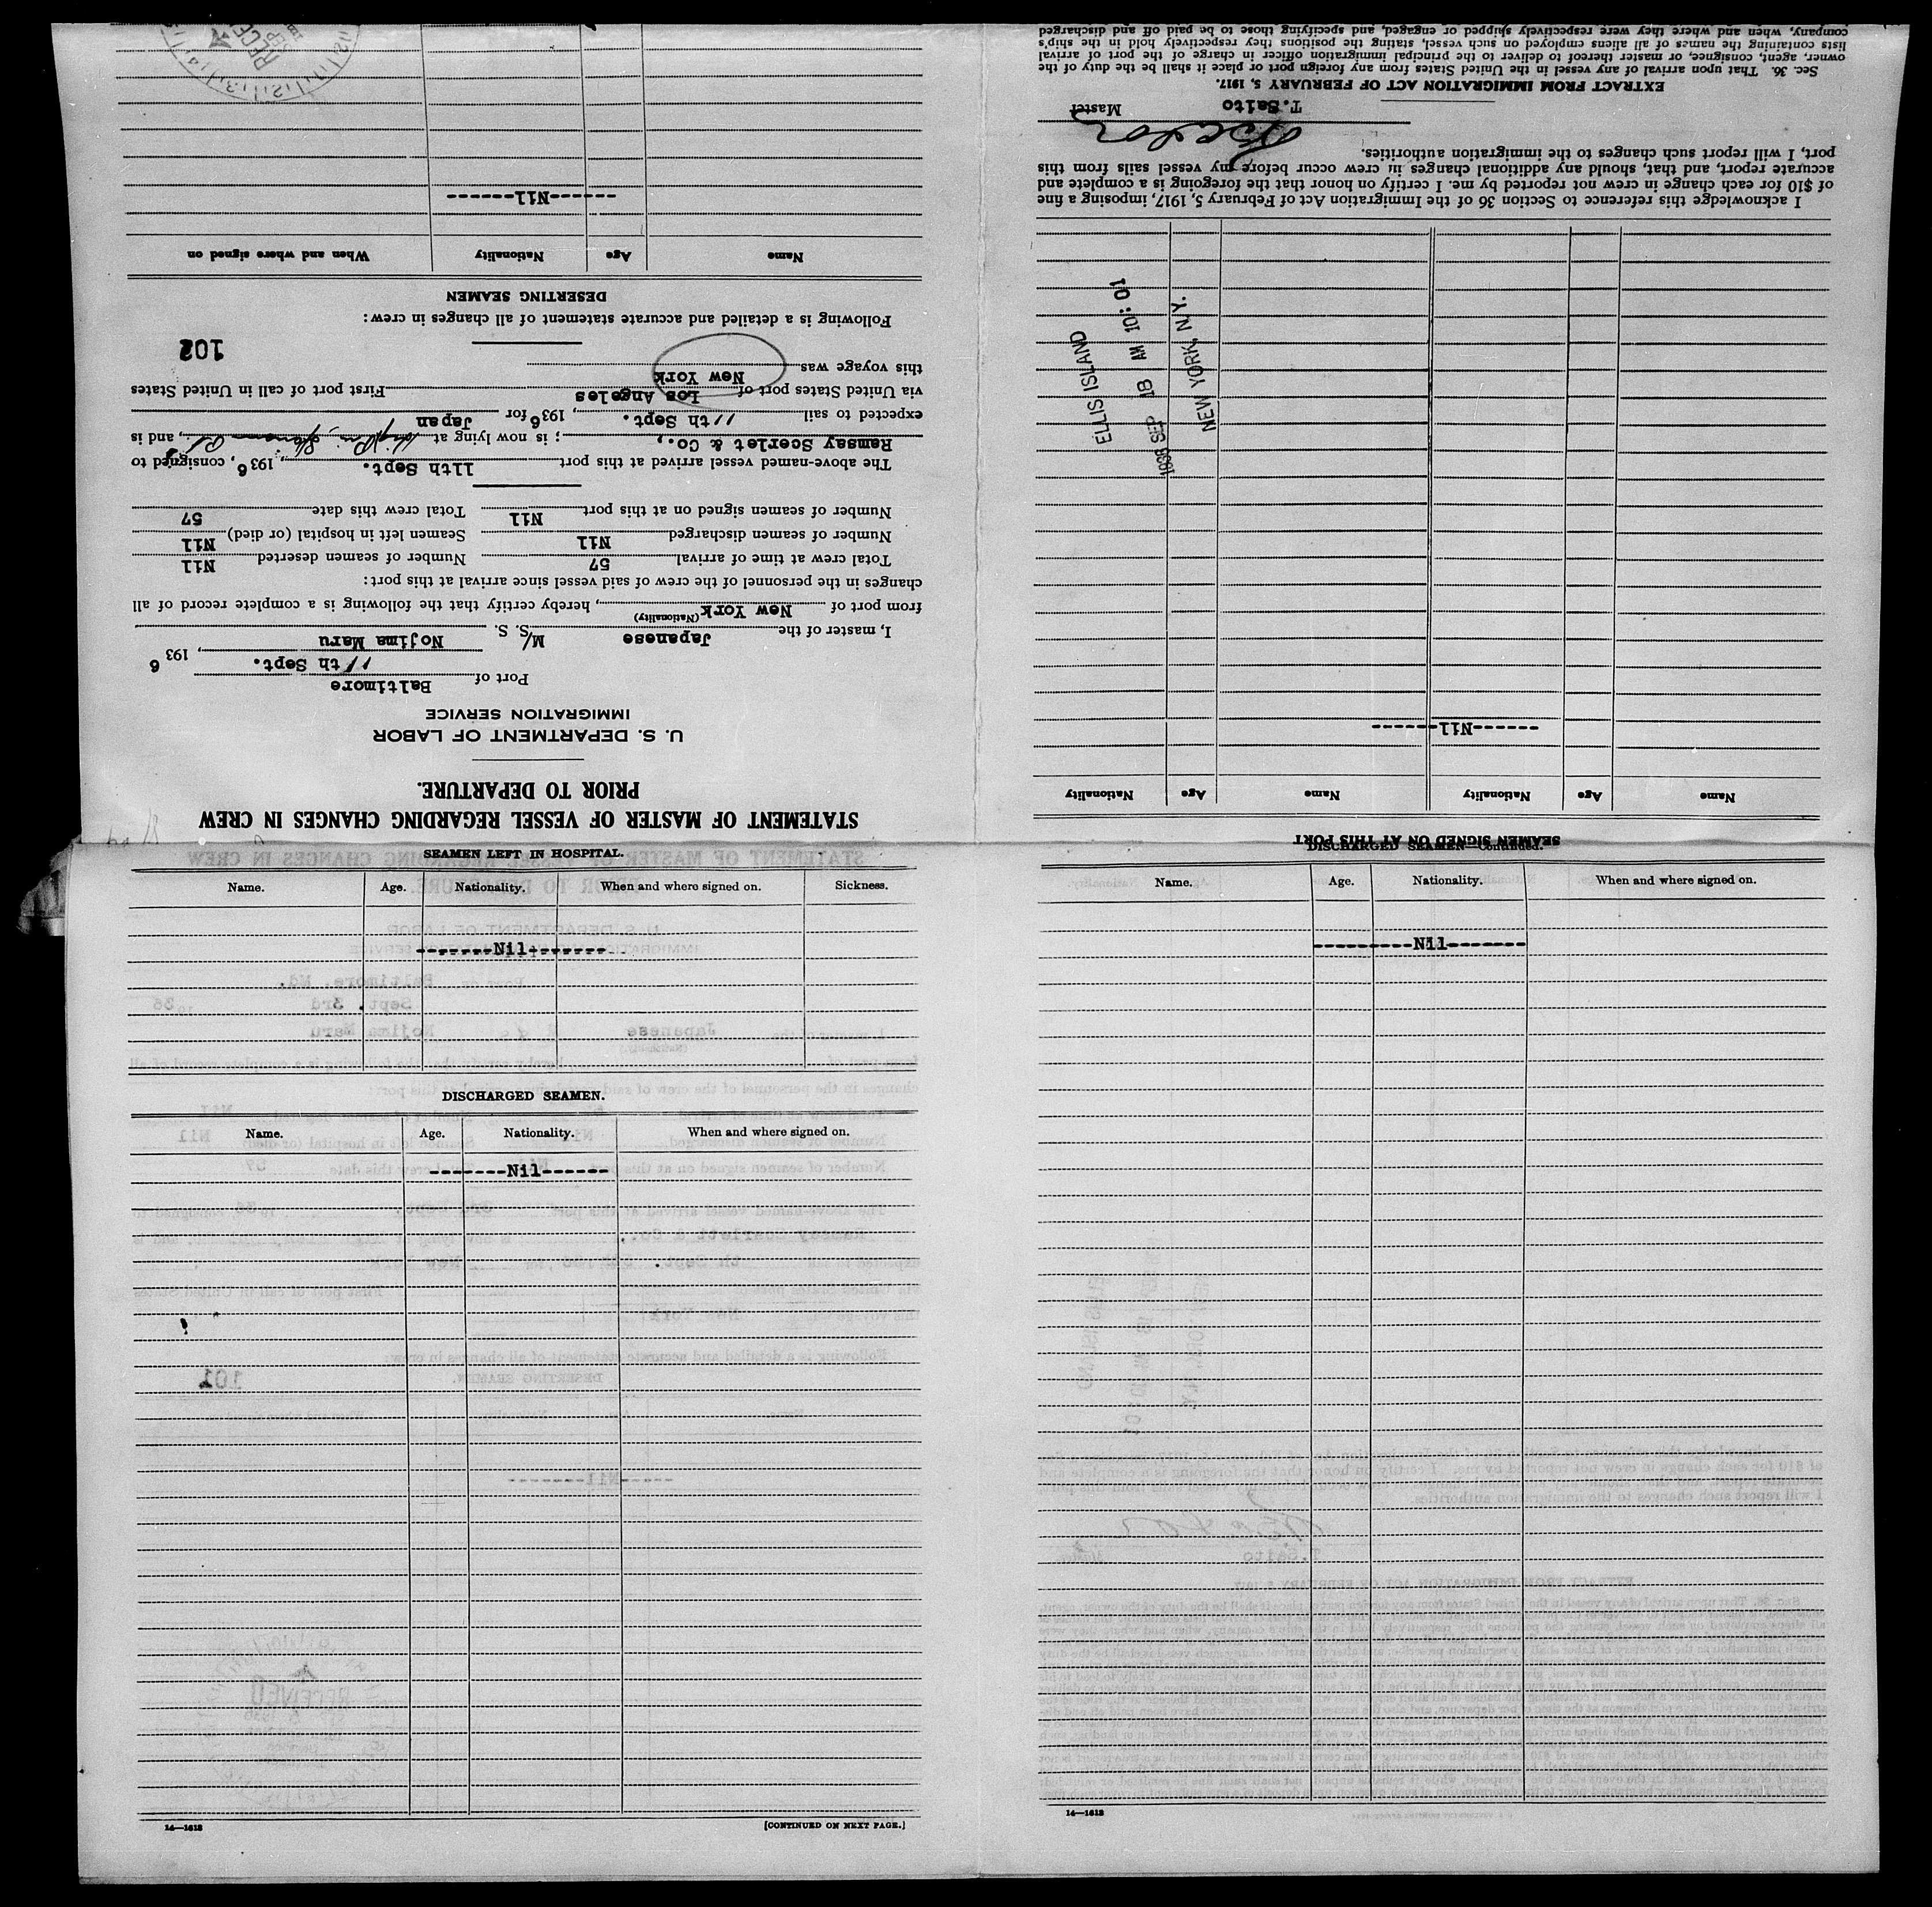 STATEMENT OF MASTER OF VESSEL REGARDING CHANGES IN CREW
PRIOR TO DEPARTURE.
U. S. DEPARTMENT OF LABOR
IMMIGRATION SERVICE
Port of Baltimore
11th Sept. , 193 6
I, master of the Japanese M/S. S. Nojima Maru
(Nationality)
from port of New York , hereby certify that the following is a complete record of all
changes in the personnel of the crew of said vessel since arrival at this port:
Total crew at time of arrival 57 Number of seamen deserted Nil
Number of seamen discharged Nil Seamen left in hospital (or died) Nil
Number of seamen signed on at this port Nil Total crew this date 57
The above-named vessel arrived at this port 11th Sept. , 193 6, consigned to
Ramsay Scerlet & Co., ; is now lying at , and is
expected to sail 11th Sept. , 193 6 for Japan
via United States port of Los Angeles First port of call in United States
this voyage was New York
102
Following is a detailed and accurate statement of all changes in crew:
DESERTING SEAMEN
Name Age Nationality When and where signed on
------Nil-------
SEAMEN SIGNED ON AT THIS PORT
Name Age Nationality Name Age Nationality
------Nil-------
ELLIS ISLAND
1936 SEP 18 AM 10:01
NEW YORK, N.Y.
I acknowledge this reference to Section 36 of the Immigration Act of February 5, 1917, imposing a fine
of $10 for each change in crew not reported by me. I certify on honor that the foregoing is a complete and
accurate report, and that, should any additional changes in crew occur before my vessel sails from this
port, I will report such changes to the immigration authorities.
T. Saito Master
EXTRACT FROM IMMIGRATION ACT OF FEBRUARY 5, 1917.
Sec. 36. That upon arrival of any vessel in the United States from any foreign port or place it shall be the duty of the
owner, agent, consignee, or master thereof to deliver to the principal immigration officer in charge of the port of arrival
lists containing the names of all aliens employed on such vessel, stating the positions they respectively hold in the ship's
company, when and where they were respectively shipped or engaged, and specifying those to be paid off and discharged
SEAMEN LEFT IN HOSPITAL.
Name. Age. Nationality. When and where signed on. Sickness.
-------Nil-------
DISCHARGED SEAMEN.
Name. Age. Nationality. When and where signed on.
-------Nil------
14—1613
[CONTINUED ON NEXT PAGE.]
DISCHARGED SEAMEN—Continued.
Name. Age. Nationality. When and where signed on.
---------Nil-------
14—1613